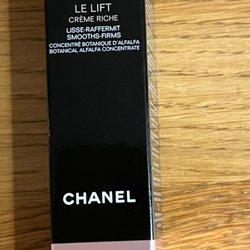 LE LIFT
CRÈME RICHE
LISSE-RAFFERMIT
SMOOTHS-FIRMS
CONCENTRÉ BOTANIQUE D'ALFALFA
BOTANICAL ALFALFA CONCENTRATE
CHANEL